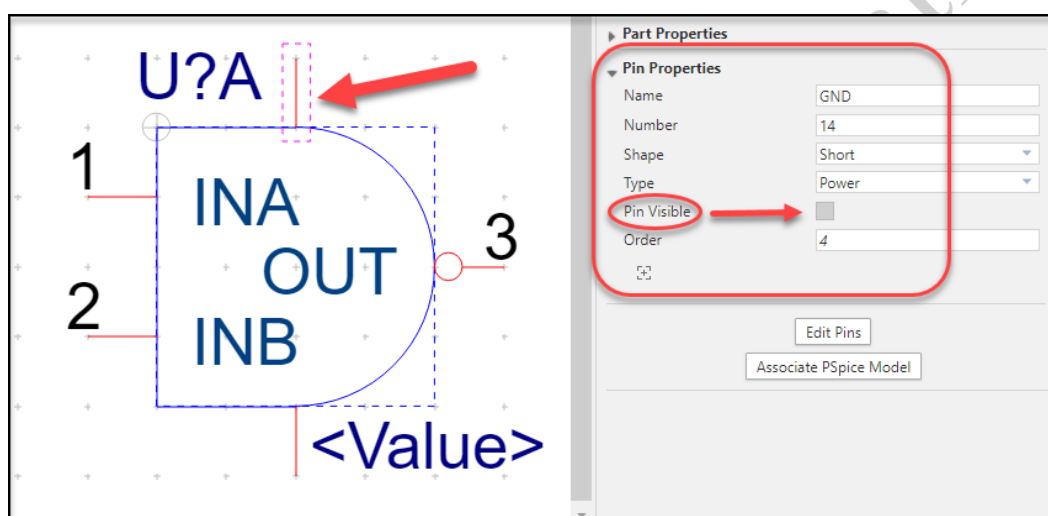 U?A
1
INA
OUT
3
2
INB
<Value>
Part Properties
Pin Properties
Name GND
Number 14
Shape Short
Type Power
Pin Visible
Order 4
Edit Pins
Associate PSpice Model